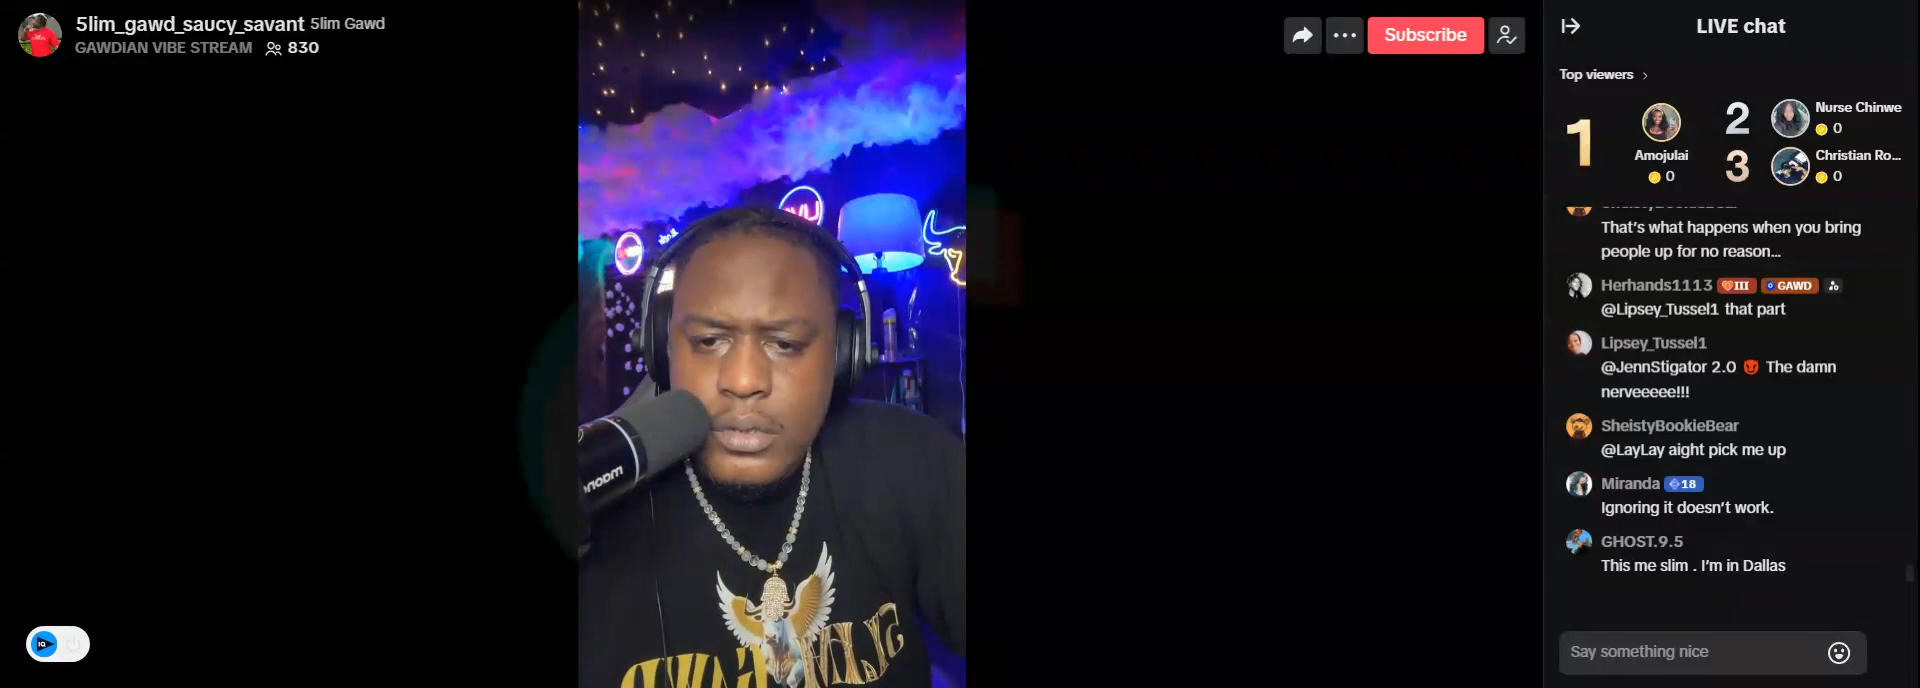 5lim_gawd_saucy_savant 5lim Gawd
GAWDIAN VIBE STREAM 830
Subscribe
LIVE chat
Top viewers
1
Amojulai
0
2
Nurse Chinwe
0
3
Christian Ro...
0
That's what happens when you bring
people up for no reason...
Herhands1113 III GAWD
@Lipsey_Tussel1 that part
Lipsey_Tussel1
@JennStigator 2.0 😈 The damn
nerveeeee!!!
SheistyBookieBear
@LayLay aight pick me up
Miranda 18
Ignoring it doesn't work.
GHOST.9.5
This me slim . I'm in Dallas
Say something nice